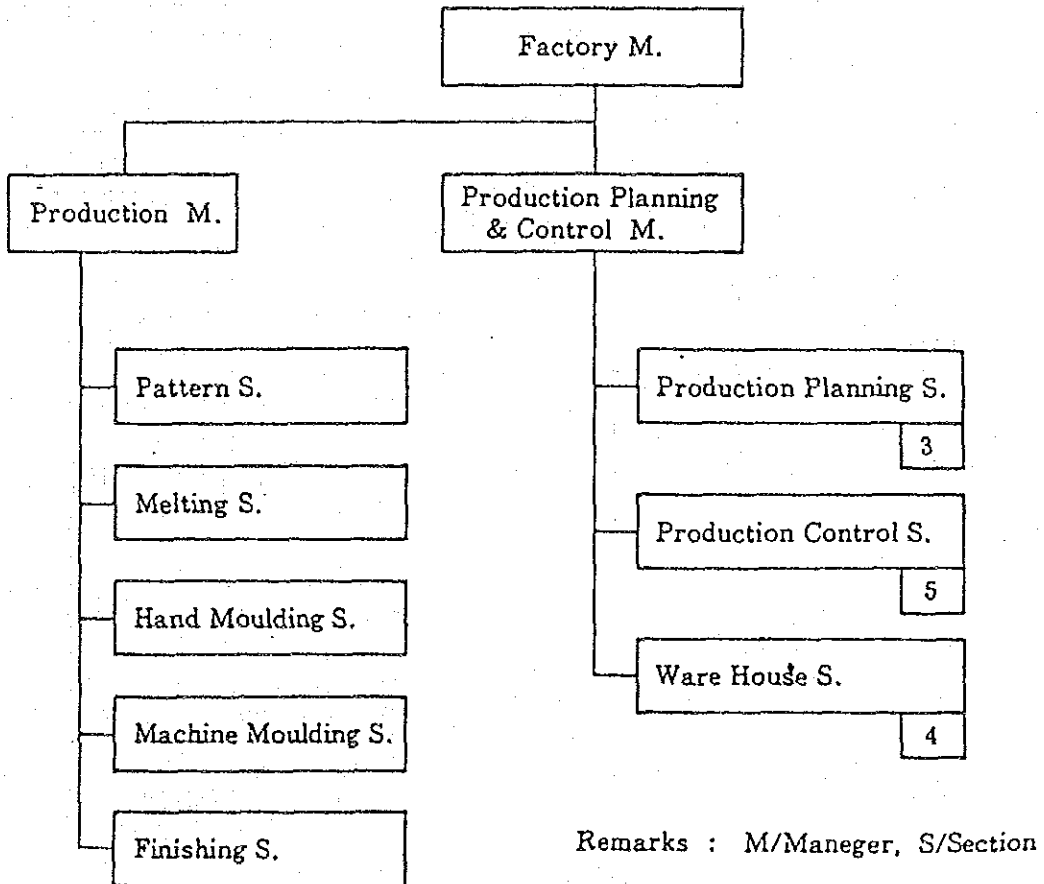 Factory M.
Production M.
Production Planning
& Control M.
Pattern S.
Melting S.
Hand Moulding S.
Machine Moulding S.
Finishing S.
Production Planning S.
3
Production Control S.
5
Ware House S.
4
Remarks : M/Maneger, S/Section